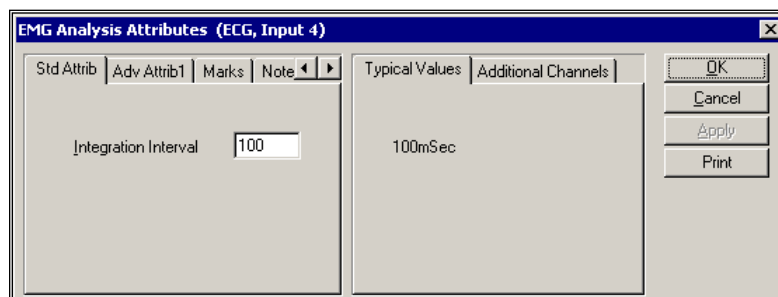 EMG Analysis Attributes (ECG, Input 4)
Std Attrib Adv Attrib1 Marks Note
Typical Values Additional Channels
OK
Cancel
Apply
Print
Integration Interval 100
100mSec